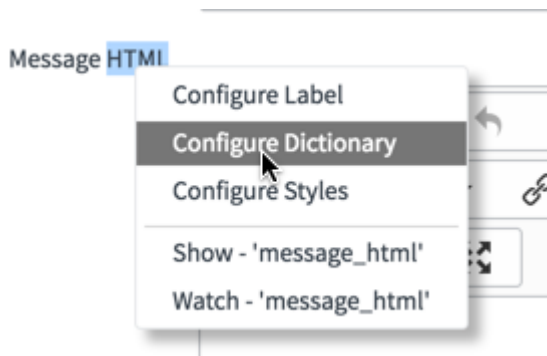 Message HTML
Configure Label
Configure Dictionary
Configure Styles
Show - 'message_html'
Watch - 'message_html'